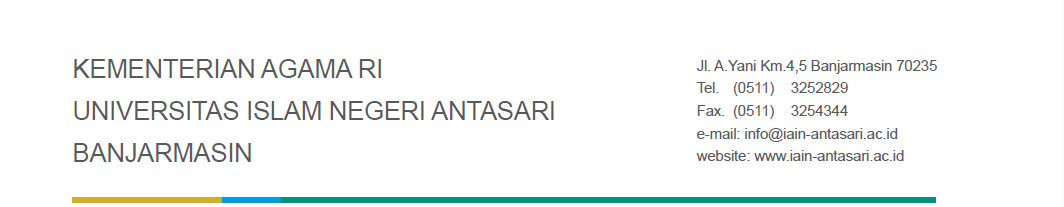 KEMENTERIAN AGAMA RI
UNIVERSITAS ISLAM NEGERI ANTASARI
BANJARMASIN
Jl. A.Yani Km.4,5 Banjarmasin 70235
Tel. (0511) 3252829
Fax. (0511) 3254344
e-mail: info@iain-antasari.ac.id
website: www.iain-antasari.ac.id